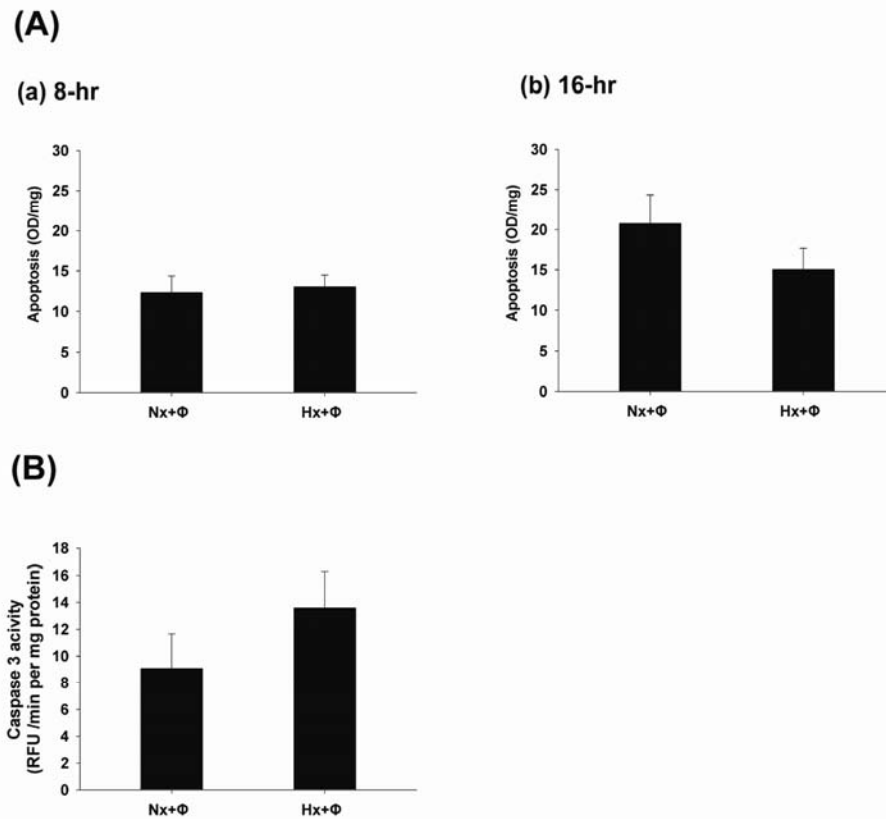 (A)
(a) 8-hr
(b) 16-hr
Apoptosis (OD/mg)
30
25
20
15
10
5
0
Nx+Φ
Hx+Φ
Apoptosis (OD/mg)
30
25
20
15
10
5
0
Nx+Φ
Hx+Φ
(B)
Caspase 3 acivity
(RFU /min per mg protein)
18
16
14
12
10
8
6
4
2
0
Nx+Φ
Hx+Φ